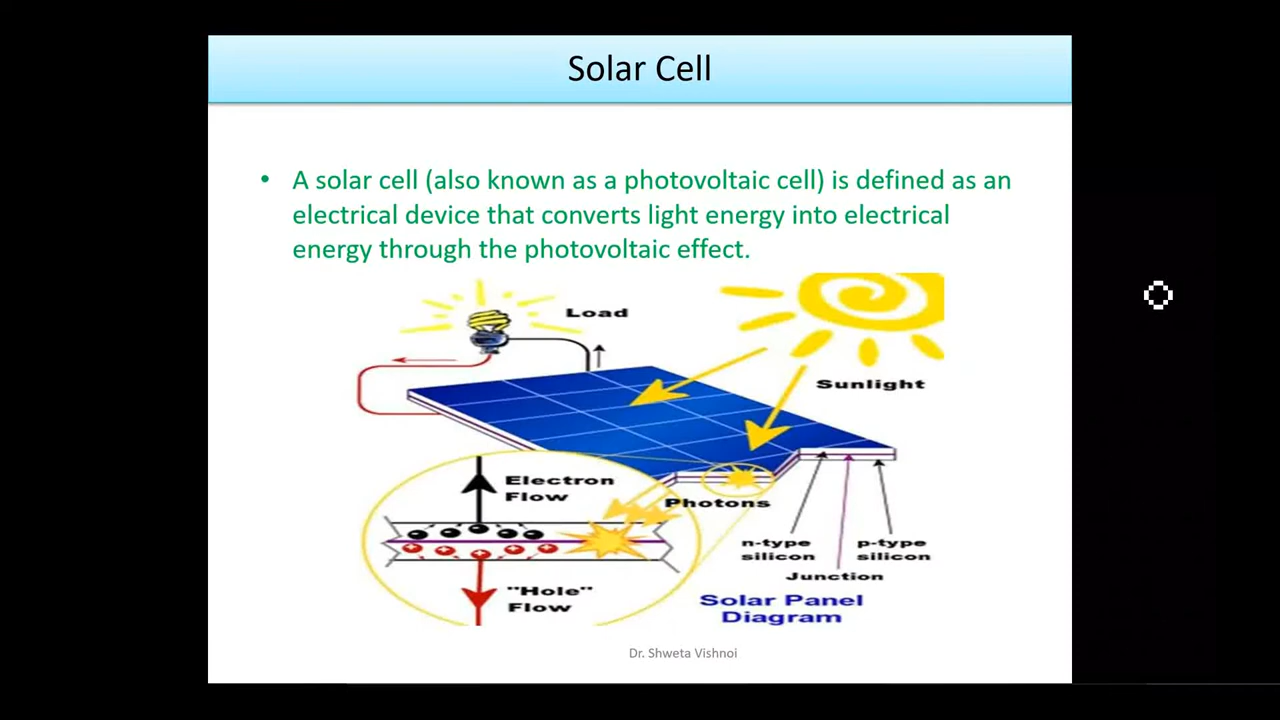 Solar Cell
• A solar cell (also known as a photovoltaic cell) is defined as an
electrical device that converts light energy into electrical
energy through the photovoltaic effect.
Load
Sunlight
Electron
Flow
Photons
n-type
silicon
p-type
silicon
Junction
"Hole"
Flow
Solar Panel
Diagram
Dr. Shweta Vishnoi